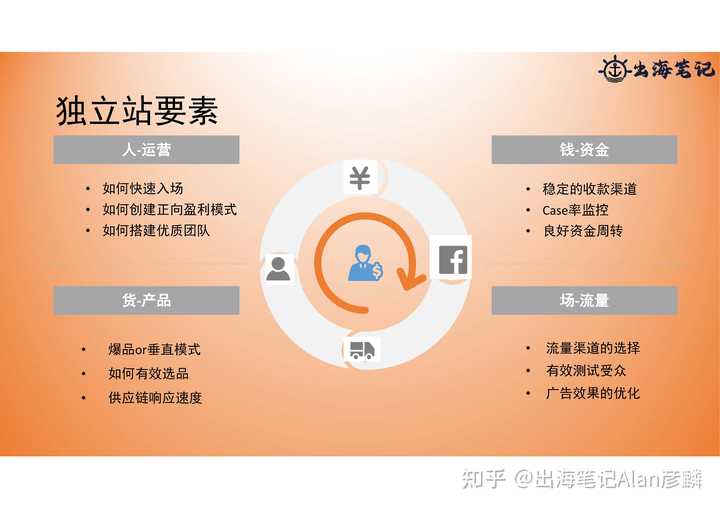 出海笔记
独立站要素
人-运营
• 如何快速入场
• 如何创建正向盈利模式
• 如何搭建优质团队
钱-资金
• 稳定的收款渠道
• Case率监控
• 良好资金周转
¥
f
$
货-产品
• 爆品or垂直模式
• 如何有效选品
• 供应链响应速度
场-流量
• 流量渠道的选择
• 有效测试受众
• 广告效果的优化
知乎 @出海笔记Alan彦麟